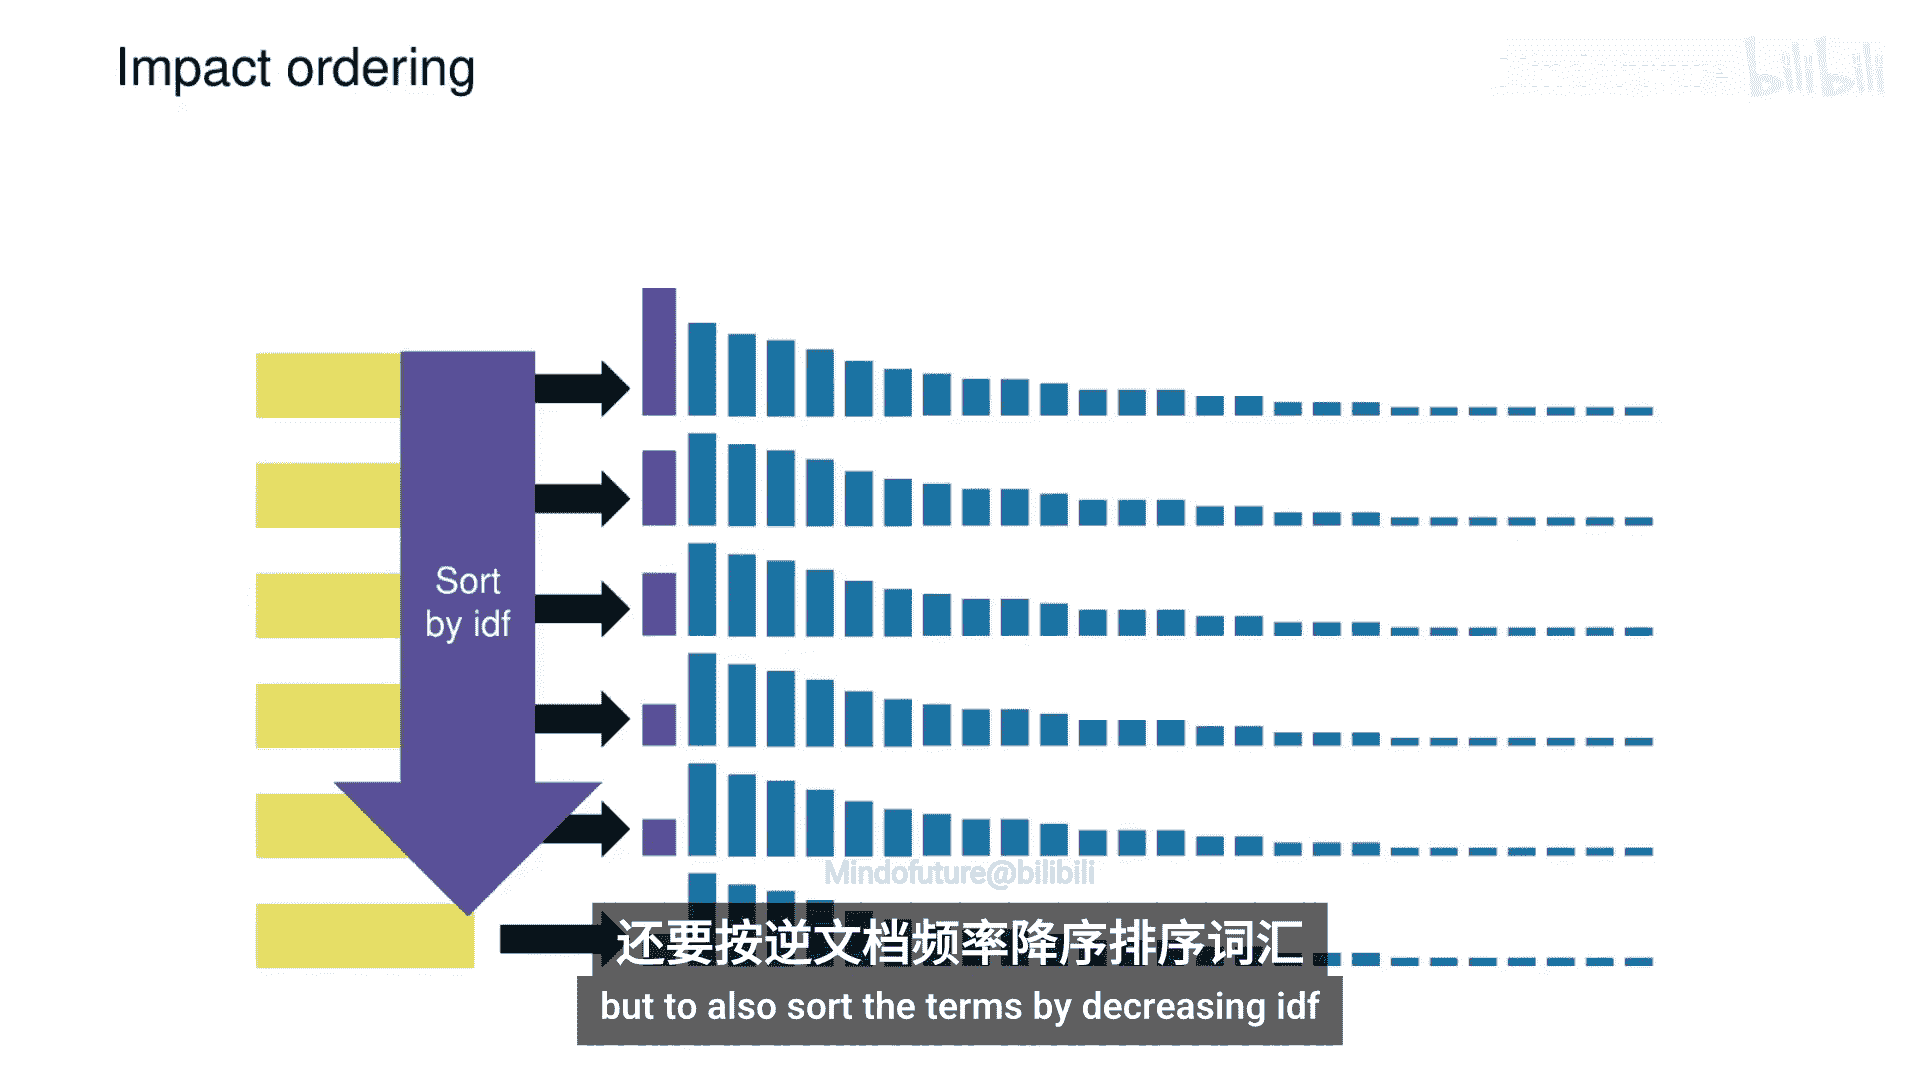 Impact ordering
bilibili
Sort
by idf
Mindofuture@bilibili
还要按逆文档频率降序排序词汇
but to also sort the terms by decreasing idf